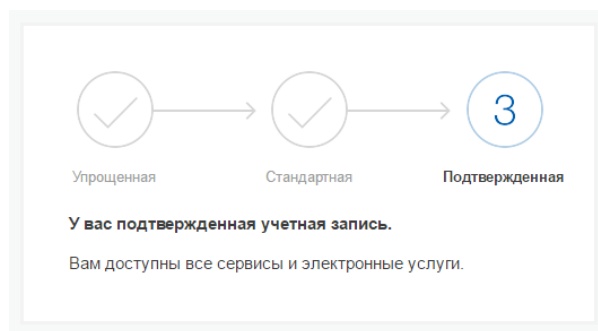 3
Упрощенная Стандартная Подтвержденная
У вас подтвержденная учетная запись.
Вам доступны все сервисы и электронные услуги.